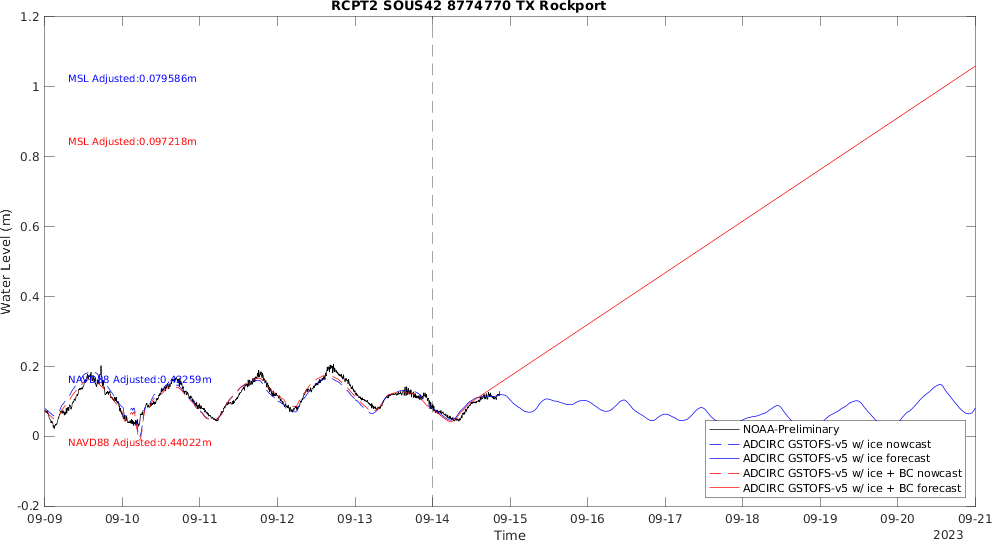 RCPT2 SOUS42 8774770 TX Rockport
1.2
1
0.8
0.6
0.4
0.2
0
-0.2
Water Level (m)
MSL Adjusted:0.079586m
MSL Adjusted:0.097218m
NAVD88 Adjusted:0.42259m
NAVD88 Adjusted:0.44022m
NOAA-Preliminary
ADCIRC GSTOFS-v5 w/ ice nowcast
ADCIRC GSTOFS-v5 w/ ice forecast
ADCIRC GSTOFS-v5 w/ ice + BC nowcast
ADCIRC GSTOFS-v5 w/ ice + BC forecast
09-09 09-10 09-11 09-12 09-13 09-14 09-15 09-16 09-17 09-18 09-19 09-20 09-21
Time
2023